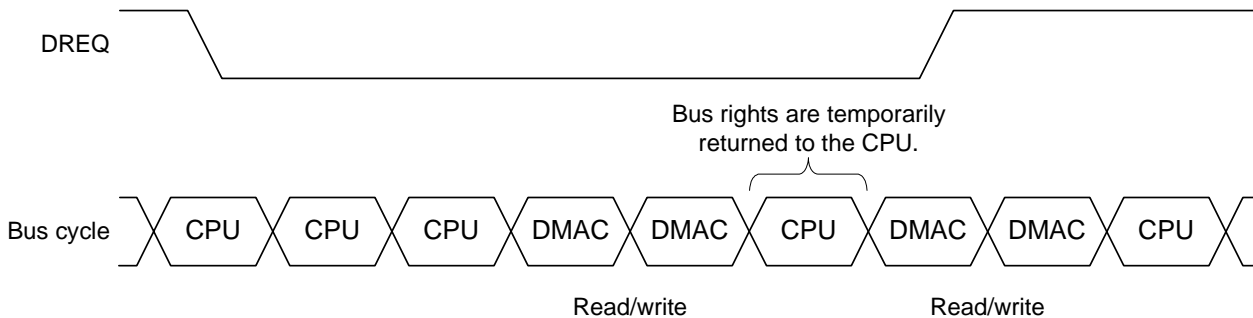 DREQ
Bus rights are temporarily
returned to the CPU.
Bus cycle CPU CPU CPU DMAC DMAC CPU DMAC DMAC CPU
Read/write Read/write